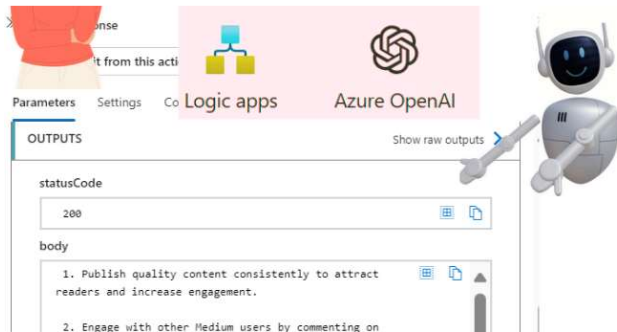 t from this acti
Logic apps
Azure OpenAI
Parameters Settings Co
OUTPUTS
Show raw outputs
statusCode
200
body
1. Publish quality content consistently to attract
readers and increase engagement.
2. Engage with other Medium users by commenting on